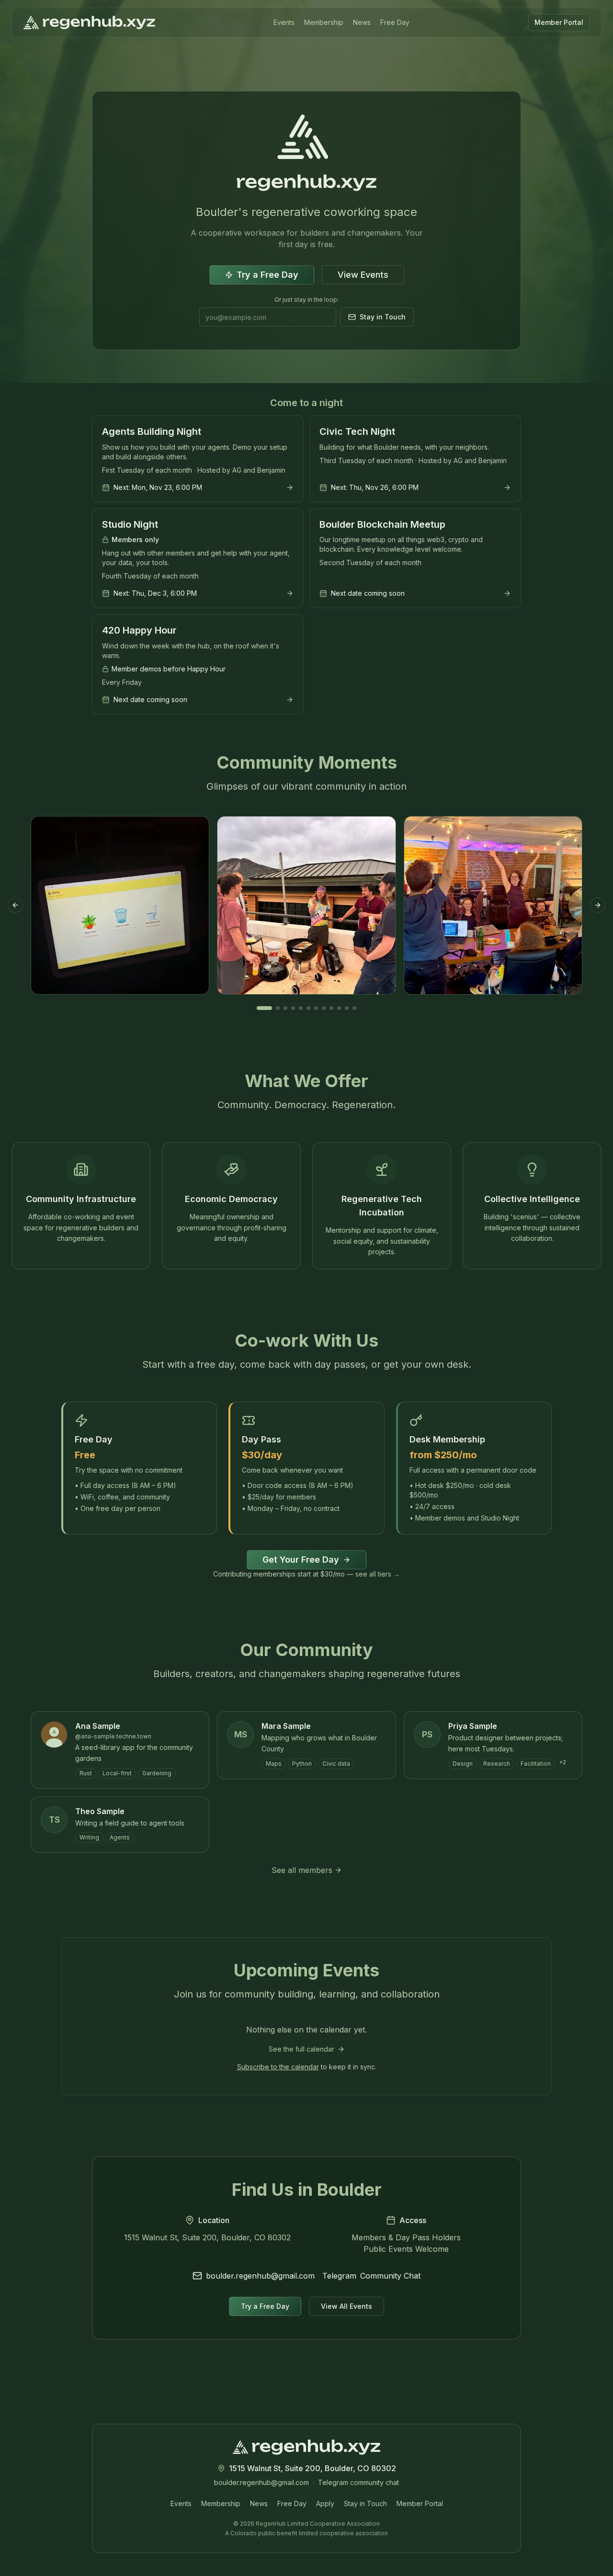 regenhub.xyz
Events Membership News Free Day
Member Portal
regenhub.xyz
Boulder's regenerative coworking space
A cooperative workspace for builders and changemakers. Your
first day is free.
Try a Free Day
View Events
Or just stay in the loop:
you@example.com
Stay in Touch
Come to a night
Agents Building Night
Show us how you build with your agents. Demo your setup
and build alongside others.
First Tuesday of each month · Hosted by AG and Benjamin
Next: Mon, Nov 23, 6:00 PM
Civic Tech Night
Building for what Boulder needs, with your neighbors.
Third Tuesday of each month · Hosted by AG and Benjamin
Next: Thu, Nov 26, 6:00 PM
Studio Night
Members only
Hang out with other members and get help with your agent,
your data, your tools.
Fourth Tuesday of each month
Next: Thu, Dec 3, 6:00 PM
Boulder Blockchain Meetup
Our longtime meetup on all things web3, crypto and
blockchain. Every knowledge level welcome.
Second Tuesday of each month
Next date coming soon
420 Happy Hour
Wind down the week with the hub, on the roof when it's
warm.
Member demos before Happy Hour
Every Friday
Next date coming soon
Community Moments
Glimpses of our vibrant community in action
What We Offer
Community. Democracy. Regeneration.
Community Infrastructure
Affordable co-working and event
space for regenerative builders and
changemakers.
Economic Democracy
Meaningful ownership and
governance through profit-sharing
and equity.
Regenerative Tech
Incubation
Mentorship and support for climate,
social equity, and sustainability
projects.
Collective Intelligence
Building 'scenius' — collective
intelligence through sustained
collaboration.
Co-work With Us
Start with a free day, come back with day passes, or get your own desk.
Free Day
Free
Try the space with no commitment
• Full day access (8 AM – 6 PM)
• WiFi, coffee, and community
• One free day per person
Day Pass
$30/day
Come back whenever you want
• Door code access (8 AM – 6 PM)
• $25/day for members
• Monday – Friday, no contract
Desk Membership
from $250/mo
Full access with a permanent door code
• Hot desk $250/mo · cold desk
$500/mo
• 24/7 access
• Member demos and Studio Night
Get Your Free Day →
Contributing memberships start at $30/mo — see all tiers →
Our Community
Builders, creators, and changemakers shaping regenerative futures
A
Ana Sample
@ana-sample.techne.town
A seed-library app for the community
gardens
Rust Local-first Gardening
MS
Mara Sample
Mapping who grows what in Boulder
County
Maps Python Civic data
PS
Priya Sample
Product designer between projects;
here most Tuesdays.
Design Research Facilitation +2
TS
Theo Sample
Writing a field guide to agent tools
Writing Agents
See all members →
Upcoming Events
Join us for community building, learning, and collaboration
Nothing else on the calendar yet.
See the full calendar →
Subscribe to the calendar to keep it in sync.
Find Us in Boulder
Location
1515 Walnut St, Suite 200, Boulder, CO 80302
Access
Members & Day Pass Holders
Public Events Welcome
boulder.regenhub@gmail.com Telegram Community Chat
Try a Free Day
View All Events
regenhub.xyz
1515 Walnut St, Suite 200, Boulder, CO 80302
boulder.regenhub@gmail.com Telegram community chat
Events Membership News Free Day Apply Stay in Touch Member Portal
© 2026 RegenHub Limited Cooperative Association
A Colorado public benefit limited cooperative association